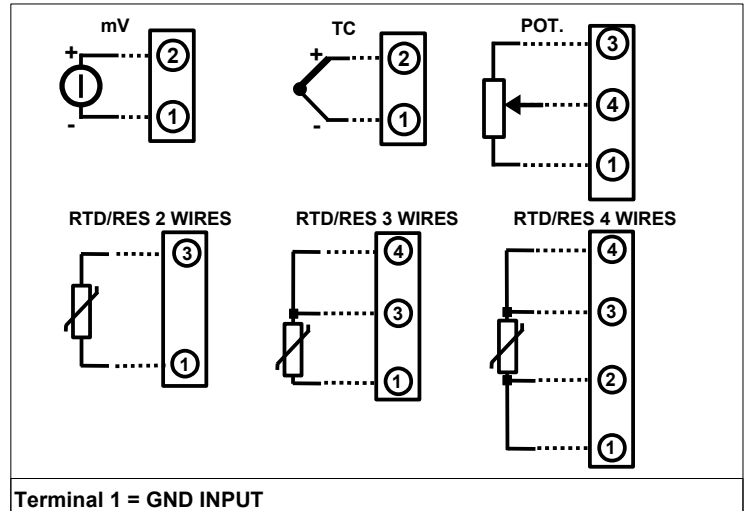 mV TC POT.
+ 2 + 2 3
4
- 1 - 1 1
RTD/RES 2 WIRES RTD/RES 3 WIRES RTD/RES 4 WIRES
3 4 4
3 3
2
1 1 1
Terminal 1 = GND INPUT